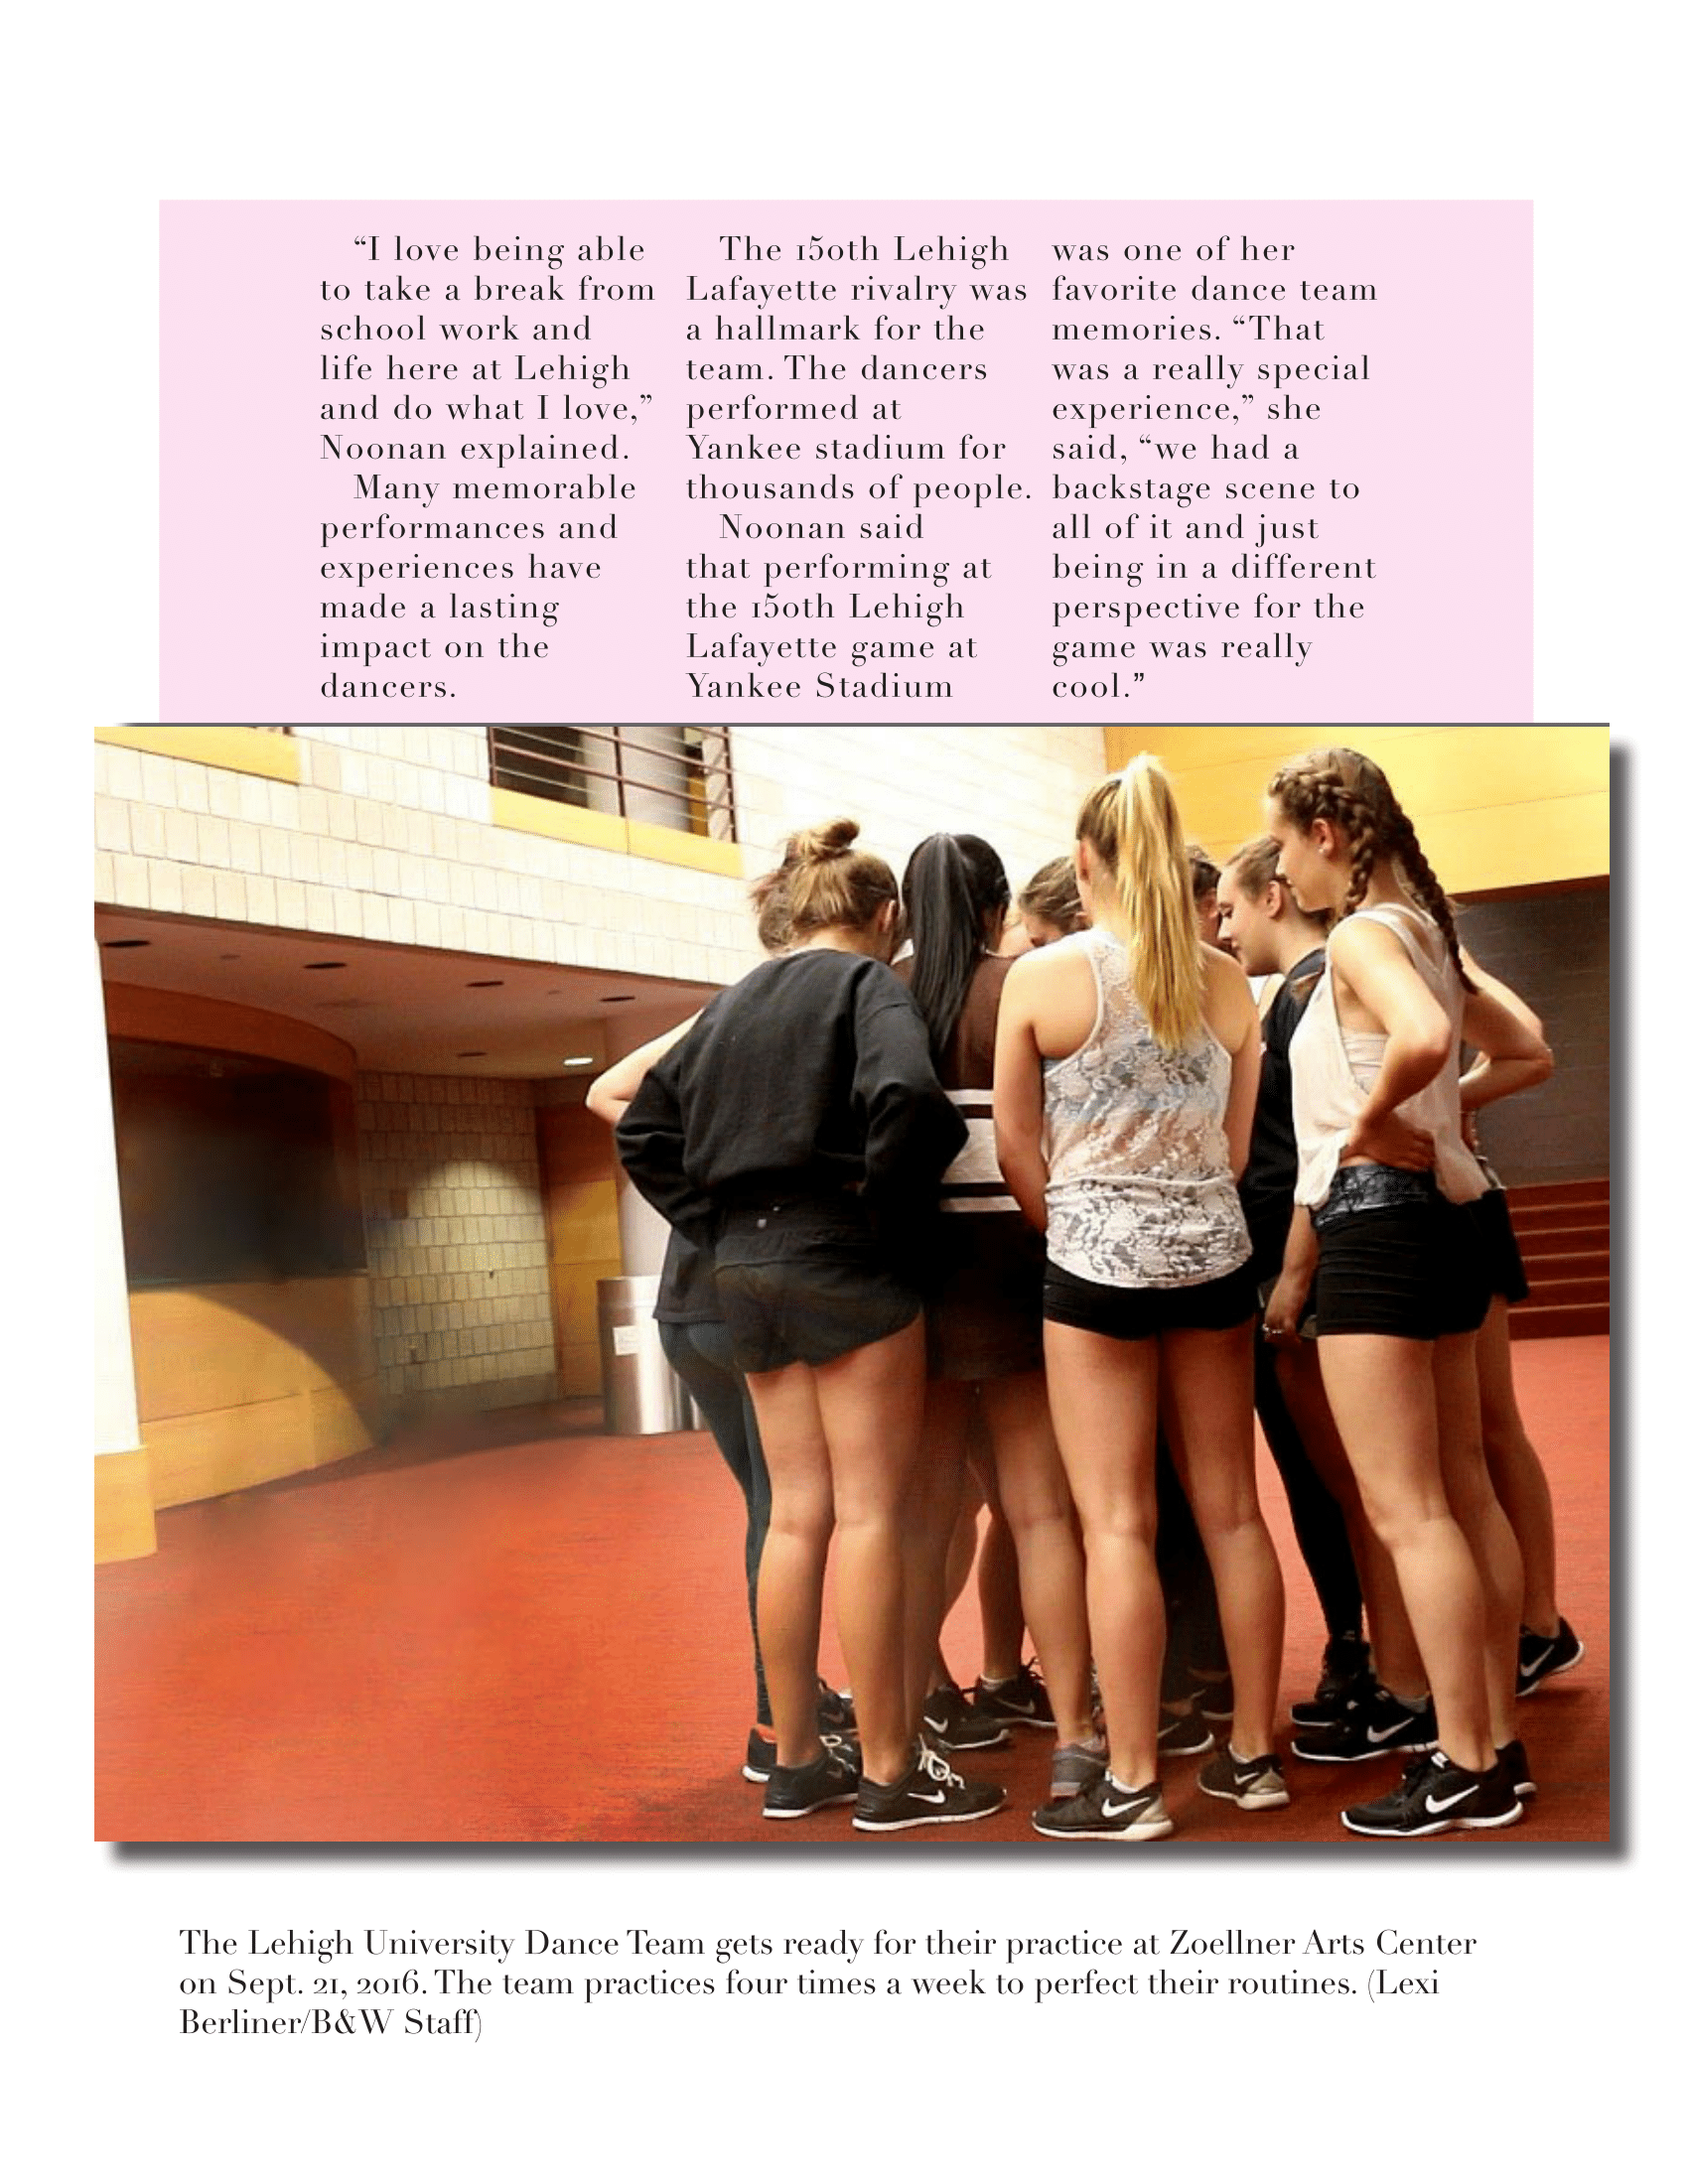 “I love being able
to take a break from
school work and
life here at Lehigh
and do what I love,”
Noonan explained.
Many memorable
performances and
experiences have
made a lasting
impact on the
dancers.
The 150th Lehigh
Lafayette rivalry was
a hallmark for the
team. The dancers
performed at
Yankee stadium for
thousands of people.
Noonan said
that performing at
the 150th Lehigh
Lafayette game at
Yankee Stadium
was one of her
favorite dance team
memories. “That
was a really special
experience,” she
said, “we had a
backstage scene to
all of it and just
being in a different
perspective for the
game was really
cool.”
The Lehigh University Dance Team gets ready for their practice at Zoellner Arts Center
on Sept. 21, 2016. The team practices four times a week to perfect their routines. (Lexi
Berliner/B&W Staff)